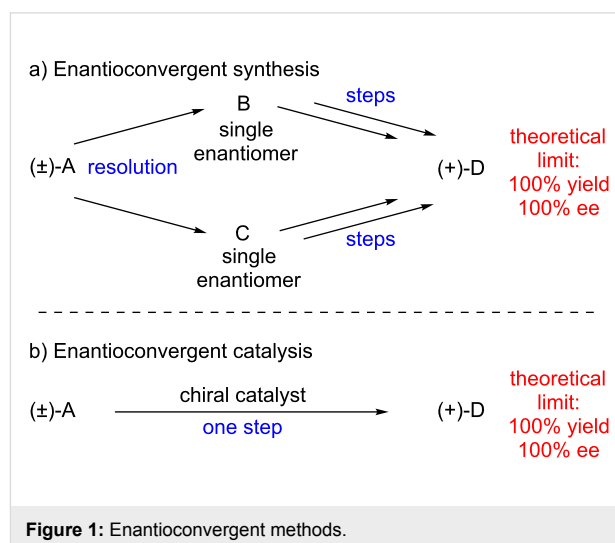 a) Enantioconvergent synthesis
B
single
enantiomer
steps
(±)-A
resolution
(+)-D
theoretical
limit:
100% yield
100% ee
C
single
enantiomer
steps
b) Enantioconvergent catalysis
(±)-A
chiral catalyst
one step
(+)-D
theoretical
limit:
100% yield
100% ee
Figure 1: Enantioconvergent methods.